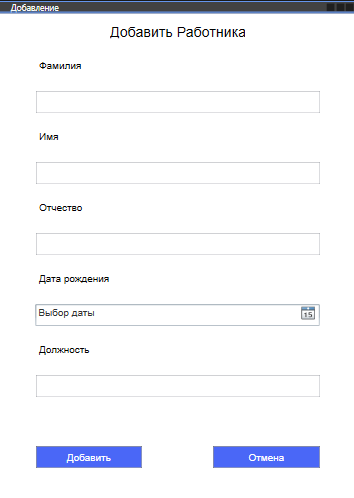 Добавление
Добавить Работника
Фамилия
Имя
Отчество
Дата рождения
Выбор даты
15
Должность
Добавить
Отмена